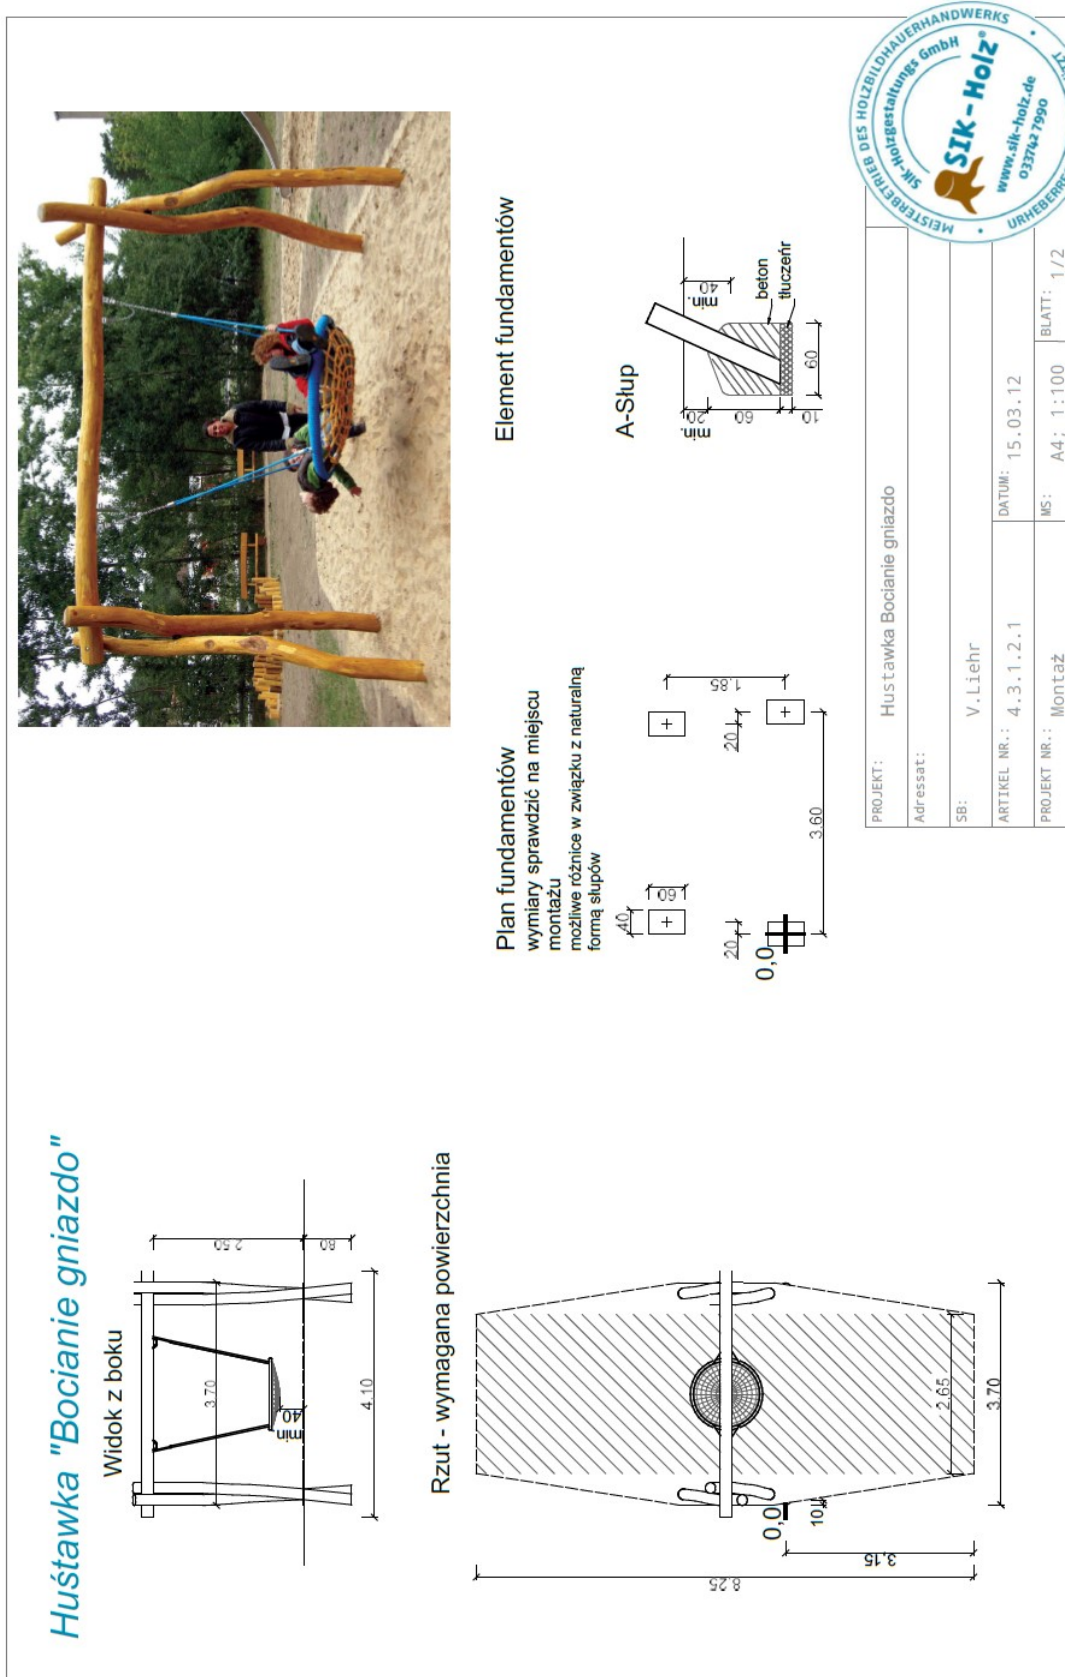 Huśtawka "Bocianie gniazdo"
Widok z boku
3.70
2.50
80
min
40
4.10
Rzut - wymagana powierzchnia
0,0
10
2.65
3.70
3,15
8.25
Plan fundamentów
wymiary sprawdzić na miejscu
montażu
możliwe różnice w związku z naturalną
formą słupów
40
60
20
20
1.85
0,0
3.60
Element fundamentów
A-Słup
min.
20
60
10
min.
40
beton
tłuczeńr
60
PROJEKT:
Hustawka Bocianie gniazdo
Adressat:
SB:
V.Liehr
ARTIKEL NR.: 4.3.1.2.1
DATUM: 15.03.12
PROJEKT NR.: Montaż
MS: A4; 1:100
BLATT: 1/2
MEISTERBETRIEB DES HOLZBILDHAUERHANDWERKS
SIK-Holzgestaltungs GmbH
SIK-Holz®
www.sik-holz.de
033742 7990